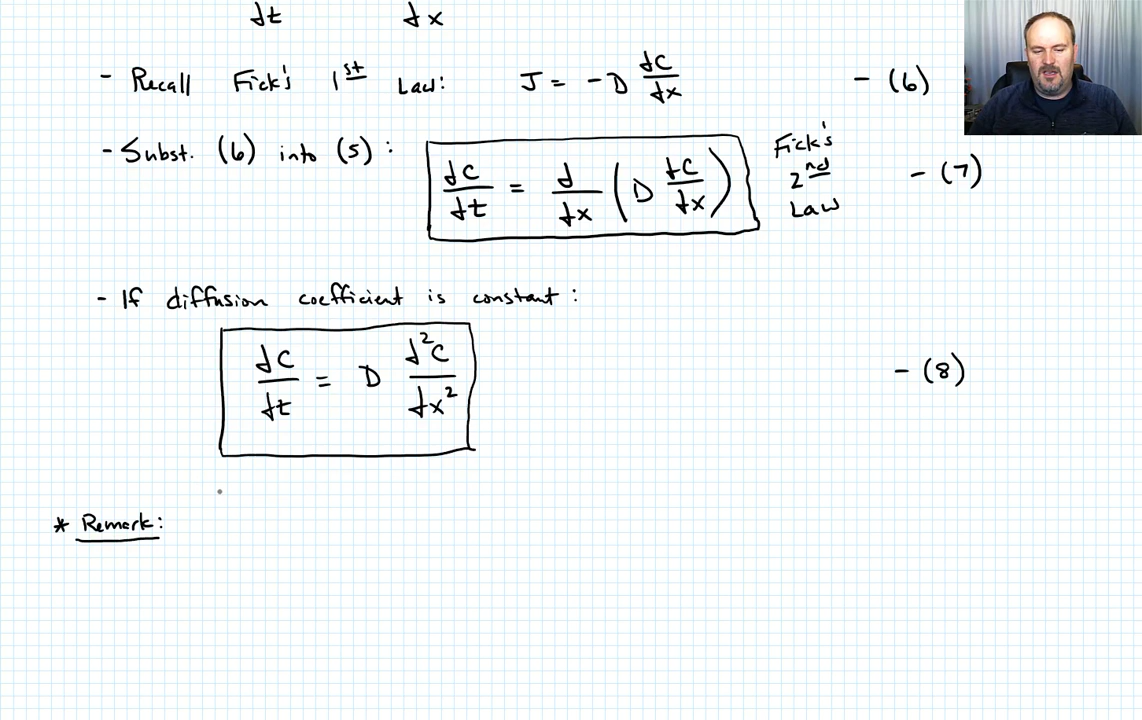 dt dx
- Recall Fick's 1st Law: J = -D dC/dx - (6)
- Subst. (6) into (5): dC/dt = d/dx (D dC/dx) Fick's 2nd Law - (7)
- If diffusion coefficient is constant:
dC/dt = D d²C/dx² - (8)
* Remark: